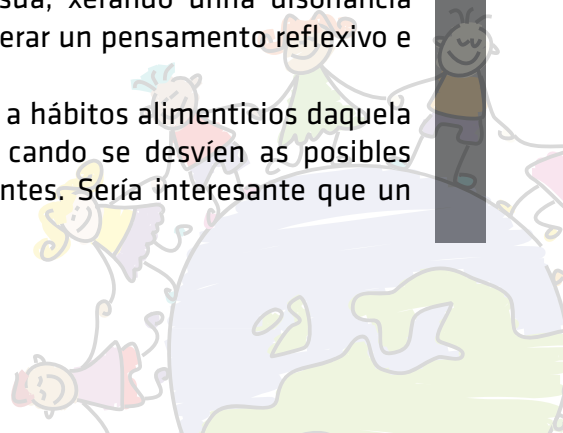 súa, xerando unha disonancia
erar un pensamento reflexivo e
a hábitos alimenticios daquela
cando se desvíen as posibles
ntes. Sería interesante que un